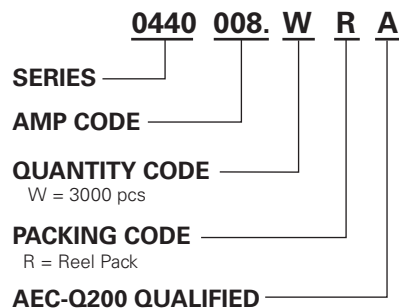 0440 008. W R A
SERIES
AMP CODE
QUANTITY CODE
W = 3000 pcs
PACKING CODE
R = Reel Pack
AEC-Q200 QUALIFIED